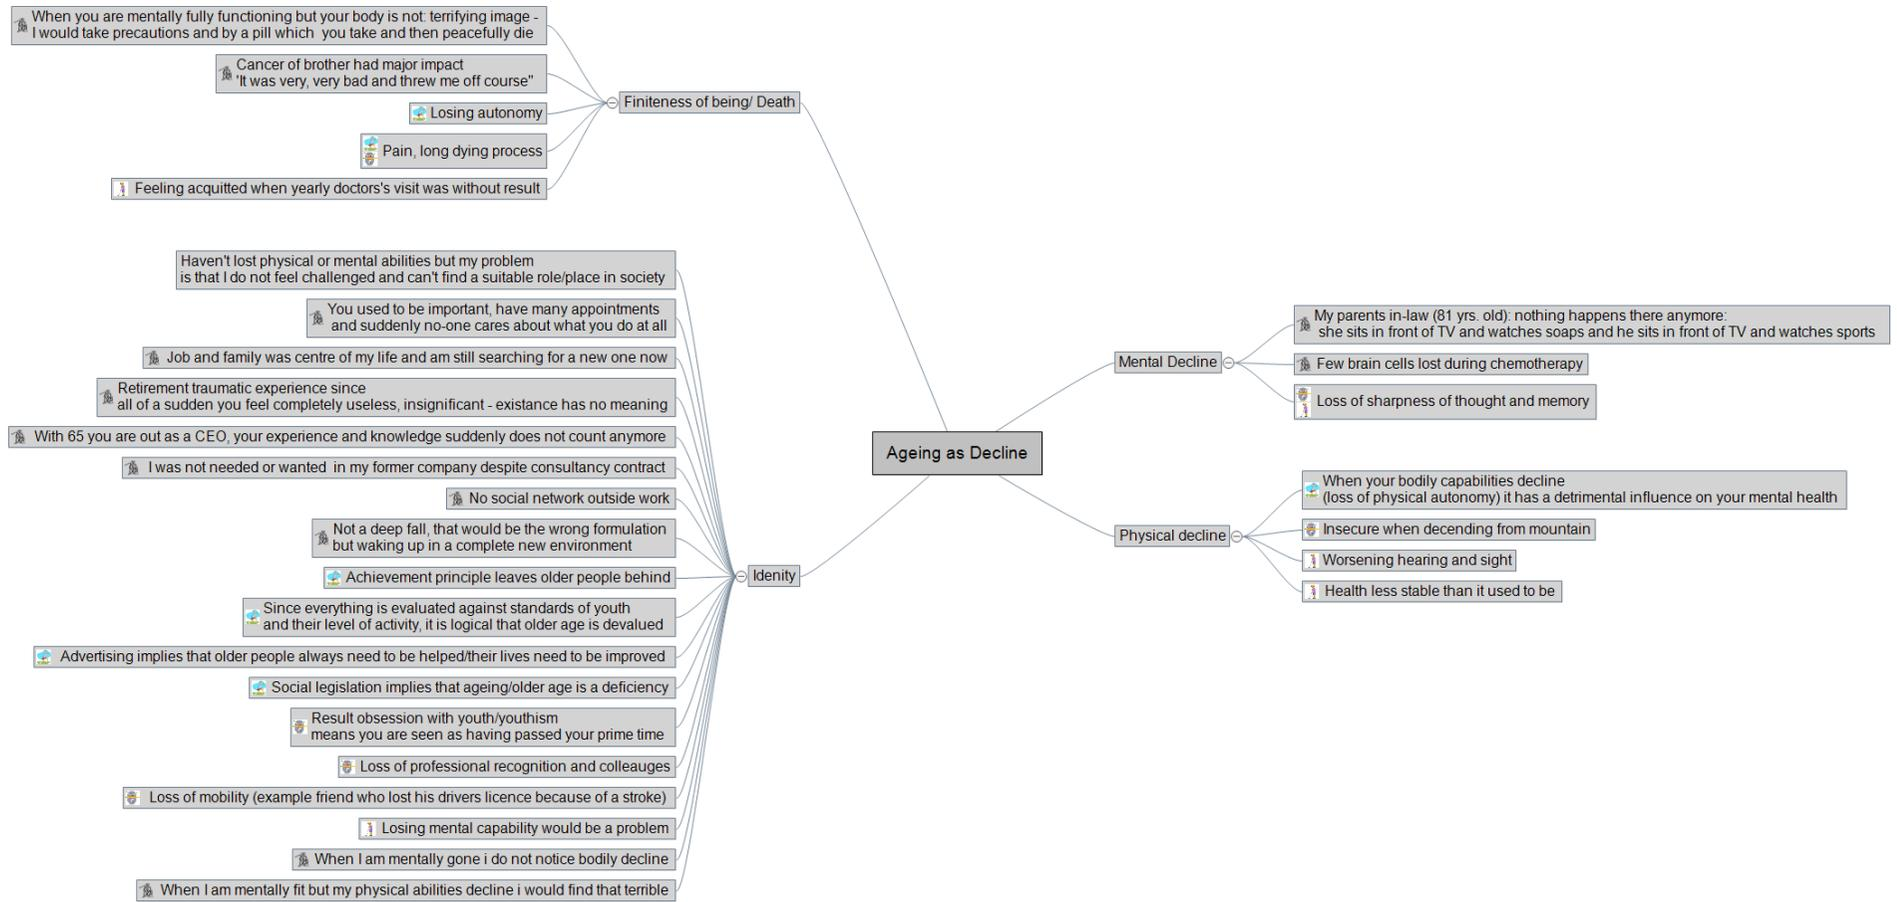 When you are mentally fully functioning but your body is not: terrifying image -
I would take precautions and by a pill which you take and then peacefully die
Cancer of brother had major impact
'It was very, very bad and threw me off course"
Losing autonomy
Pain, long dying process
Feeling acquitted when yearly doctors's visit was without result
Finiteness of being/ Death
Haven't lost physical or mental abilities but my problem
is that I do not feel challenged and can't find a suitable role/place in society
You used to be important, have many appointments
and suddenly no-one cares about what you do at all
Job and family was centre of my life and am still searching for a new one now
Retirement traumatic experience since
all of a sudden you feel completely useless, insignificant - existance has no meaning
With 65 you are out as a CEO, your experience and knowledge suddenly does not count anymore
I was not needed or wanted in my former company despite consultancy contract
No social network outside work
Not a deep fall, that would be the wrong formulation
but waking up in a complete new environment
Achievement principle leaves older people behind
Since everything is evaluated against standards of youth
and their level of activity, it is logical that older age is devalued
Advertising implies that older people always need to be helped/their lives need to be improved
Social legislation implies that ageing/older age is a deficiency
Result obsession with youth/youthism
means you are seen as having passed your prime time
Loss of professional recognition and colleauges
Loss of mobility (example friend who lost his drivers licence because of a stroke)
Losing mental capability would be a problem
When I am mentally gone i do not notice bodily decline
When I am mentally fit but my physical abilities decline i would find that terrible
Idenity
Ageing as Decline
Mental Decline
My parents in-law (81 yrs. old): nothing happens there anymore:
she sits in front of TV and watches soaps and he sits in front of TV and watches sports
Few brain cells lost during chemotherapy
Loss of sharpness of thought and memory
Physical decline
When your bodily capabilities decline
(loss of physical autonomy) it has a detrimental influence on your mental health
Insecure when decending from mountain
Worsening hearing and sight
Health less stable than it used to be